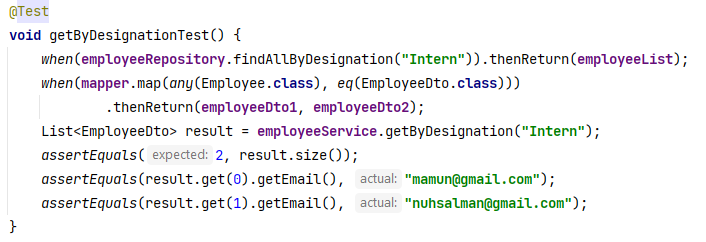 @Test
void getByDesignationTest() {
    when(employeeRepository.findAllByDesignation("Intern")).thenReturn(employeeList);
    when(mapper.map(any(Employee.class), eq(EmployeeDto.class)))
            .thenReturn(employeeDto1, employeeDto2);
    List<EmployeeDto> result = employeeService.getByDesignation("Intern");
    assertEquals( expected: 2, result.size());
    assertEquals(result.get(0).getEmail(), actual: "mamun@gmail.com");
    assertEquals(result.get(1).getEmail(), actual: "nuhsalman@gmail.com");
}